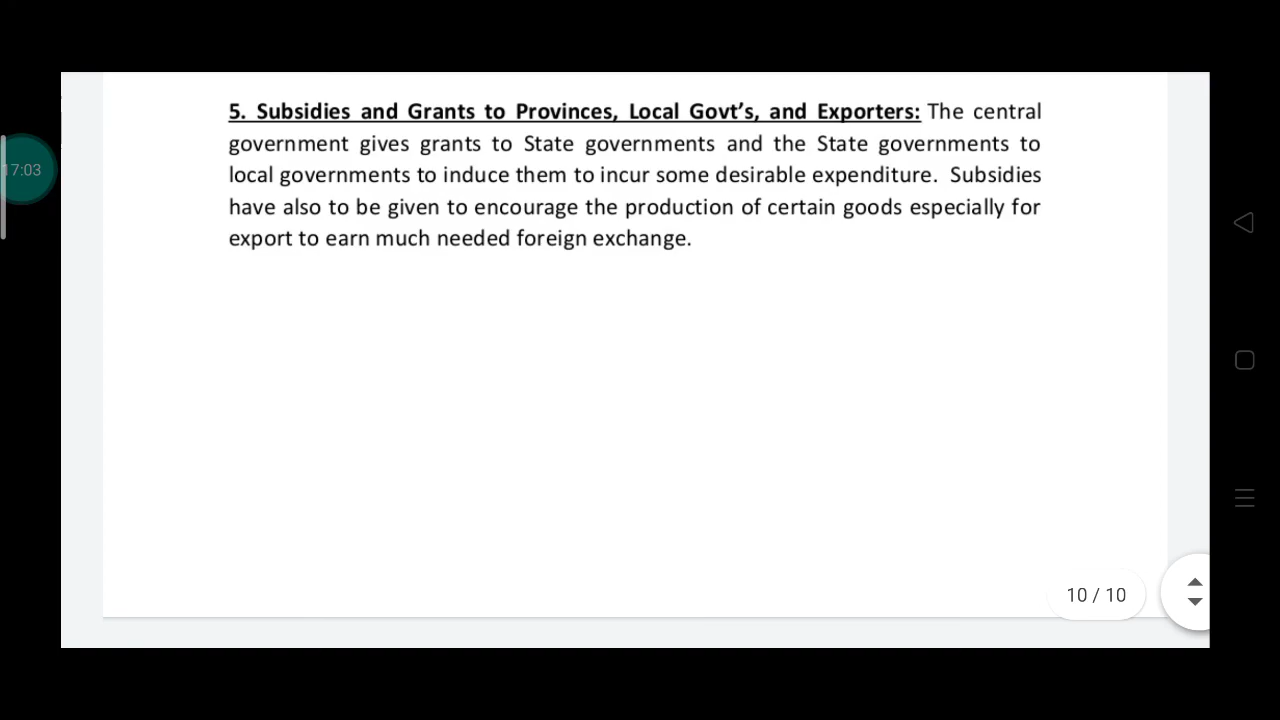 5. Subsidies and Grants to Provinces, Local Govt’s, and Exporters: The central
government gives grants to State governments and the State governments to
17:03
local governments to induce them to incur some desirable expenditure. Subsidies
have also to be given to encourage the production of certain goods especially for
export to earn much needed foreign exchange.
10 / 10